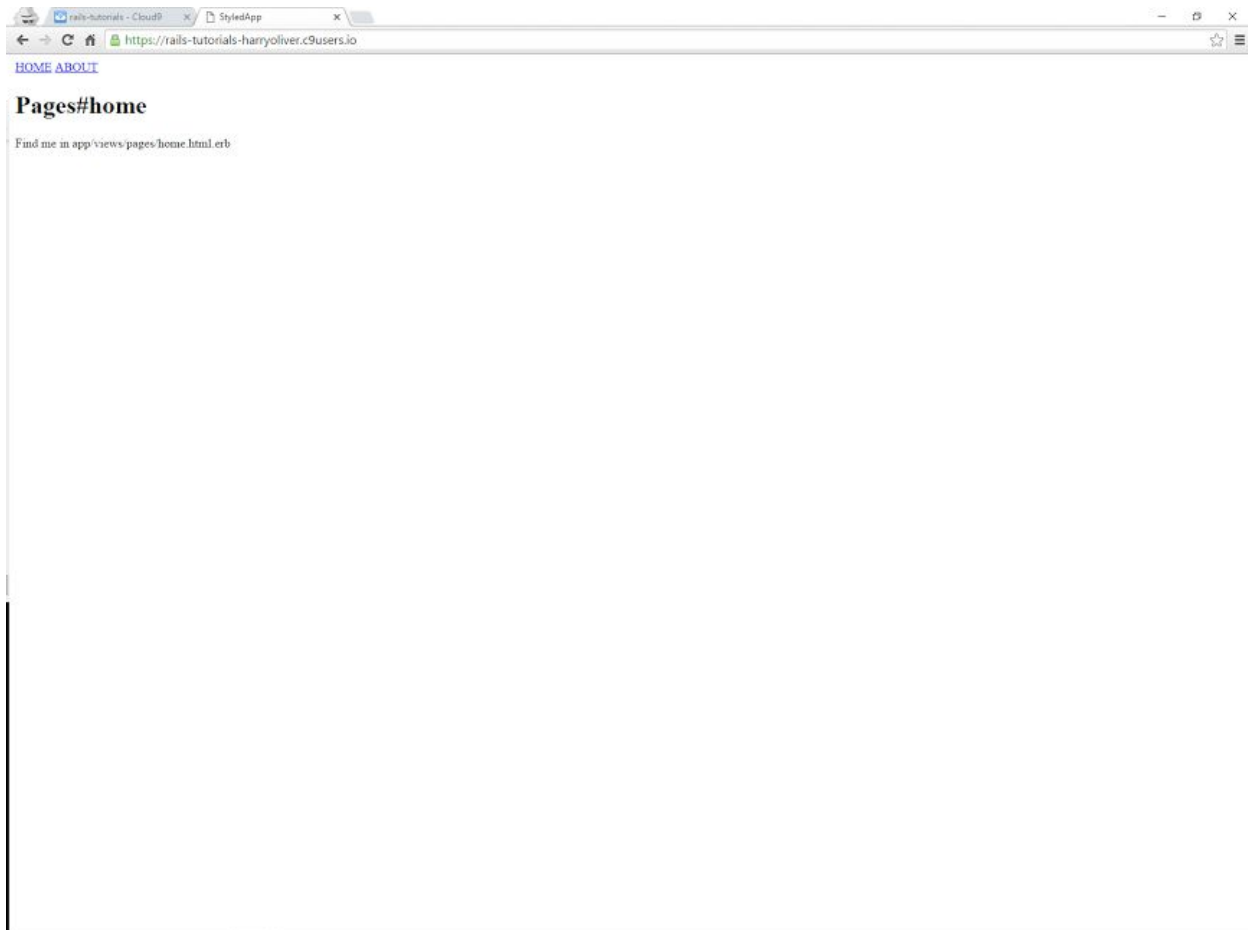 rails-tutorials - Cloud9 StyledApp
https://rails-tutorials-harryoliver.c9users.io
HOME ABOUT
Pages#home
Find me in app/views/pages/home.html.erb